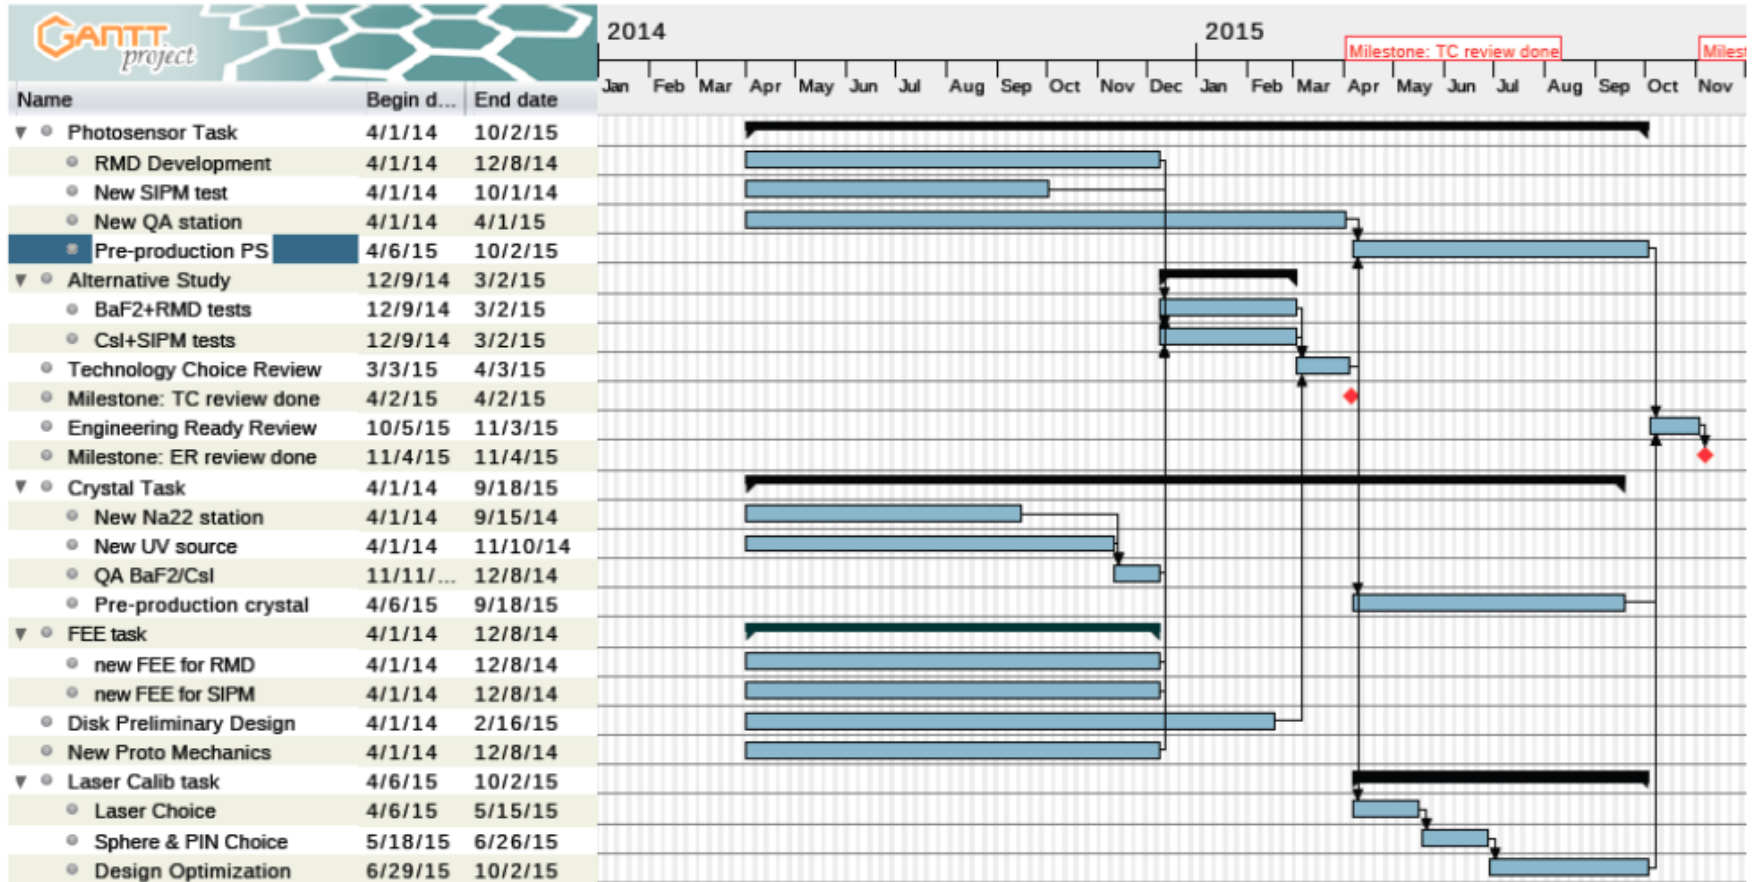 GANTT
project
2014 2015
Milestone: TC review done Milest
Jan Feb Mar Apr May Jun Jul Aug Sep Oct Nov Dec Jan Feb Mar Apr May Jun Jul Aug Sep Oct Nov
Name Begin d... End date
Photosensor Task 4/1/14 10/2/15
RMD Development 4/1/14 12/8/14
New SIPM test 4/1/14 10/1/14
New QA station 4/1/14 4/1/15
Pre-production PS 4/6/15 10/2/15
Alternative Study 12/9/14 3/2/15
BaF2+RMD tests 12/9/14 3/2/15
CsI+SIPM tests 12/9/14 3/2/15
Technology Choice Review 3/3/15 4/3/15
Milestone: TC review done 4/2/15 4/2/15
Engineering Ready Review 10/5/15 11/3/15
Milestone: ER review done 11/4/15 11/4/15
Crystal Task 4/1/14 9/18/15
New Na22 station 4/1/14 9/15/14
New UV source 4/1/14 11/10/14
QA BaF2/CsI 11/11/... 12/8/14
Pre-production crystal 4/6/15 9/18/15
FEE task 4/1/14 12/8/14
new FEE for RMD 4/1/14 12/8/14
new FEE for SIPM 4/1/14 12/8/14
Disk Preliminary Design 4/1/14 2/16/15
New Proto Mechanics 4/1/14 12/8/14
Laser Calib task 4/6/15 10/2/15
Laser Choice 4/6/15 5/15/15
Sphere & PIN Choice 5/18/15 6/26/15
Design Optimization 6/29/15 10/2/15